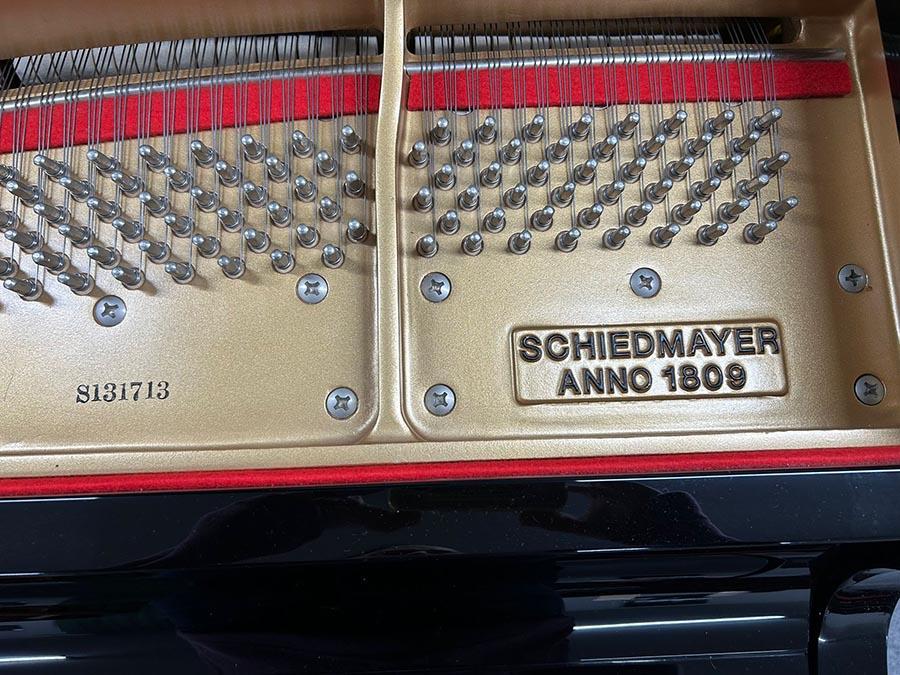 SCHIEDMAYER
ANNO 1809
S131713